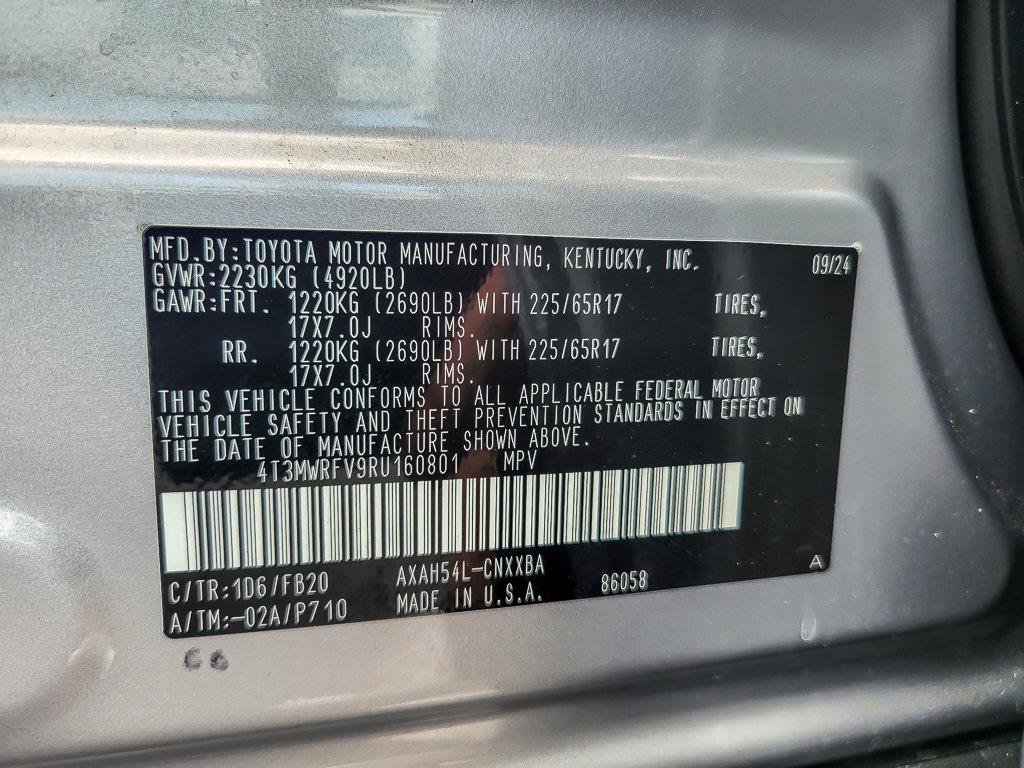 MFD.BY:TOYOTA MOTOR MANUFACTURING, KENTUCKY, INC. 09/24
GVWR:2230KG (4920LB)
GAWR:FRT. 1220KG (2690LB) WITH 225/65R17 TIRES,
17X7.0J RIMS.
RR. 1220KG (2690LB) WITH 225/65R17 TIRES,
17X7.0J RIMS.
THIS VEHICLE CONFORMS TO ALL APPLICABLE FEDERAL MOTOR
VEHICLE SAFETY AND THEFT PREVENTION STANDARDS IN EFFECT ON
THE DATE OF MANUFACTURE SHOWN ABOVE.
4T3MWRFV9RU160801 MPV
C/TR:1D6/FB20 AXAH54L-CNXXBA A
A/TM:-02A/P710 MADE IN U.S.A. 86058